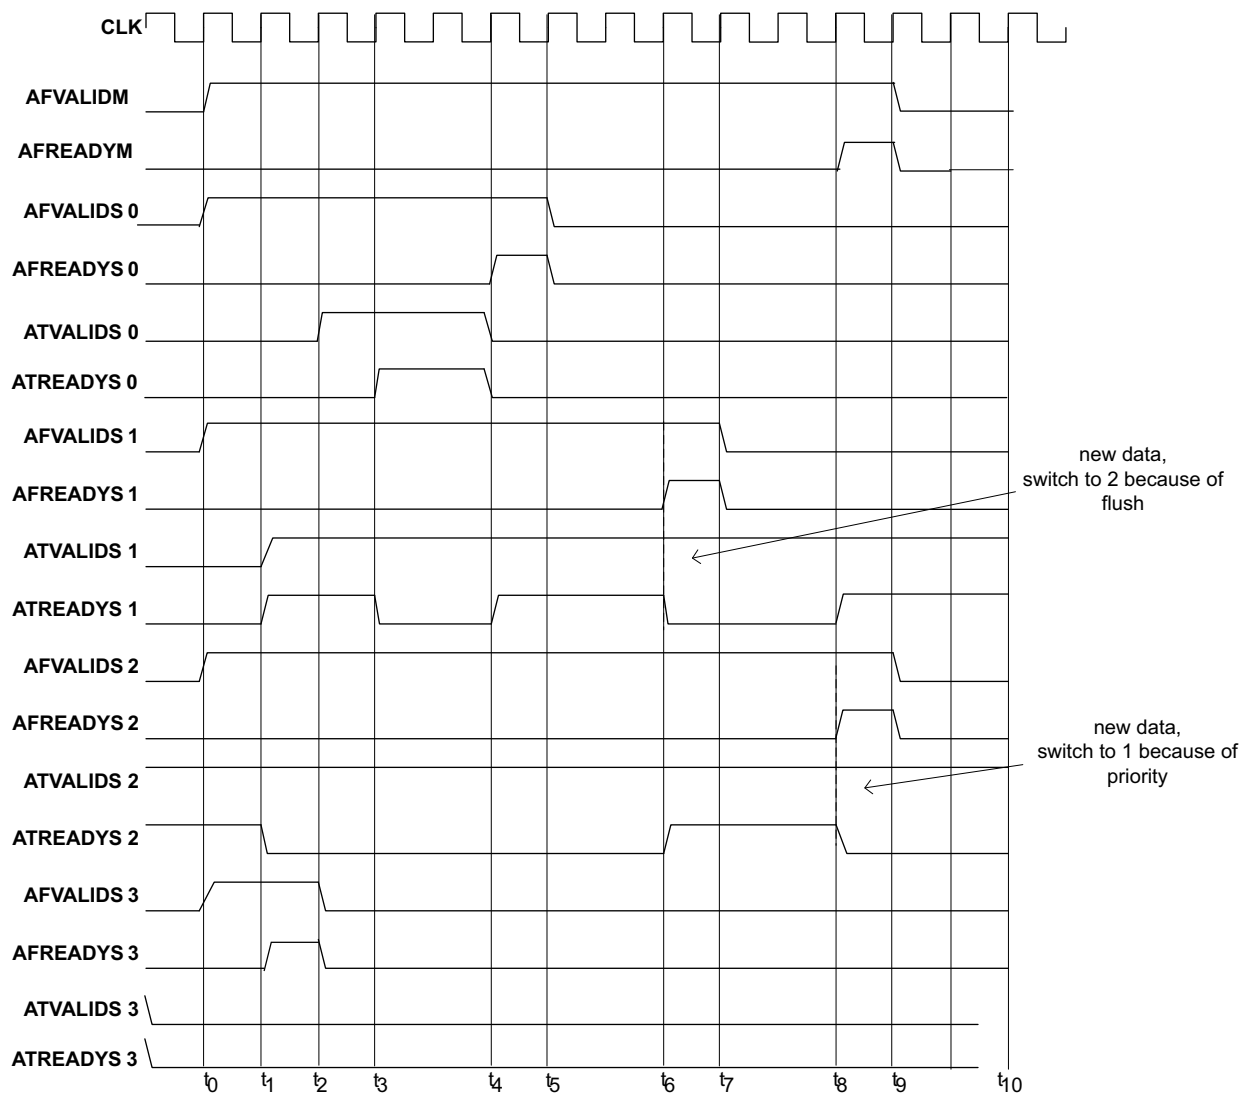 CLK
AFVALIDM
AFREADYM
AFVALIDS 0
AFREADYS 0
ATVALIDS 0
ATREADYS 0
AFVALIDS 1
AFREADYS 1
ATVALIDS 1
ATREADYS 1
AFVALIDS 2
AFREADYS 2
ATVALIDS 2
ATREADYS 2
AFVALIDS 3
AFREADYS 3
ATVALIDS 3
ATREADYS 3
new data,
switch to 2 because of
flush
new data,
switch to 1 because of
priority
t0 t1 t2 t3 t4 t5 t6 t7 t8 t9 t10